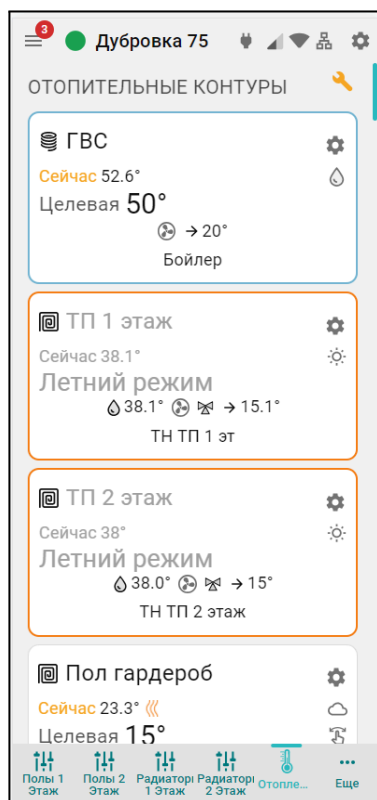 3
Дубровка 75
ОТОПИТЕЛЬНЫЕ КОНТУРЫ
ГВС
Сейчас 52.6°
Целевая 50°
→ 20°
Бойлер
ТП 1 этаж
Сейчас 38.1°
Летний режим
38.1° → 15.1°
ТН ТП 1 эт
ТП 2 этаж
Сейчас 38°
Летний режим
38.0° → 15°
ТН ТП 2 этаж
Пол гардероб
Сейчас 23.3°
Целевая 15°
Полы 1 Этаж
Полы 2 Этаж
Радиаторы 1 Этаж
Радиаторы 2 Этаж
Отопле...
Еще